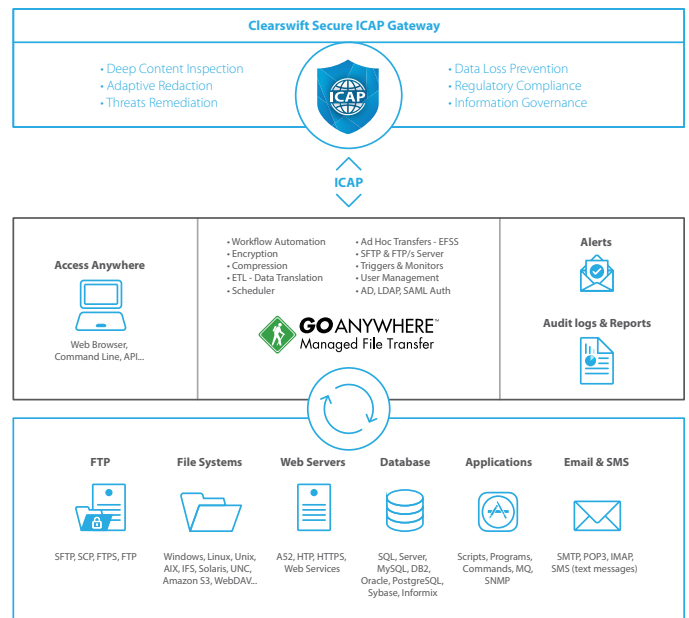 Clearswift Secure ICAP Gateway
• Deep Content Inspection
• Adaptive Redaction
• Threats Remediation
ICAP
• Data Loss Prevention
• Regulatory Compliance
• Information Governance
ICAP
Access Anywhere
Web Browser,
Command Line, API...
• Workflow Automation
• Encryption
• Compression
• ETL - Data Translation
• Scheduler
• Ad Hoc Transfers - EFSS
• SFTP & FTP/s Server
• Triggers & Monitors
• User Management
• AD, LDAP, SAML Auth
GOANYWHERE™
Managed File Transfer
Alerts
Audit logs & Reports
FTP
SFTP, SCP, FTPS, FTP
File Systems
Windows, Linux, Unix,
AIX, IFS, Solaris, UNC,
Amazon S3, WebDAV...
Web Servers
A52, HTP, HTTPS,
Web Services
Database
SQL, Server,
MySQL, DB2,
Oracle, PostgreSQL,
Sybase, Informix
Applications
Scripts, Programs,
Commands, MQ,
SNMP
Email & SMS
SMTP, POP3, IMAP,
SMS (text messages)